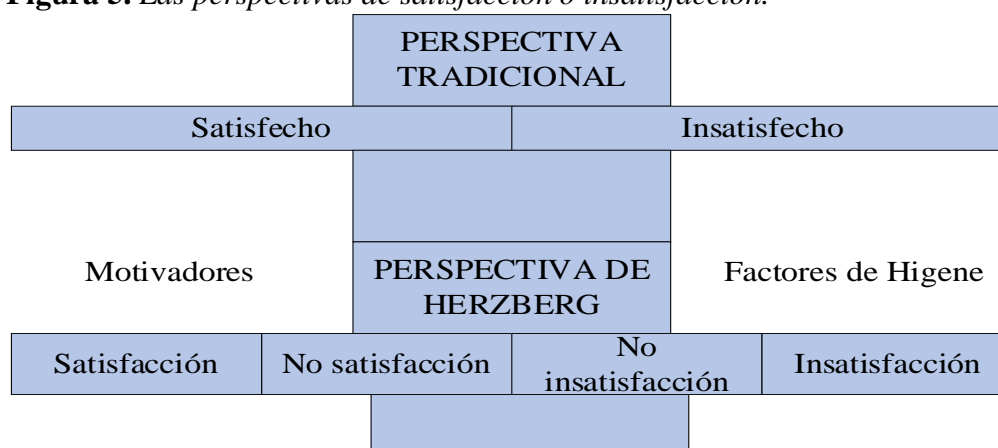 Figura 3. Las perspectivas de satisfacción o insatisfacción.
PERSPECTIVA
TRADICIONAL
Satisfecho
Insatisfecho
Motivadores
PERSPECTIVA DE
HERZBERG
Factores de Higene
Satisfacción
No satisfacción
No
insatisfacción
Insatisfacción